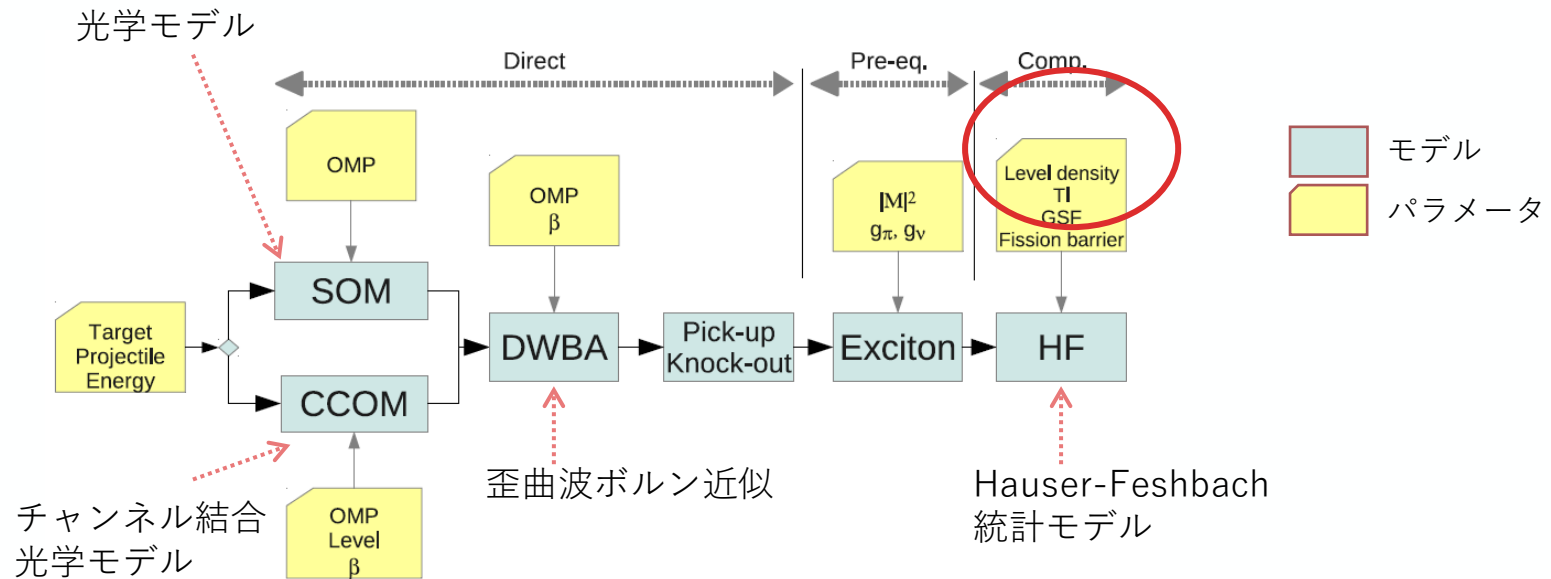 光学モデル
Direct
Pre-eq.
Comp.
OMP
OMP
β
|M|²
gπ, gν
Level density
Tl
GSF
Fission barrier
モデル
パラメータ
Target
Projectile
Energy
SOM
CCOM
DWBA
Pick-up
Knock-out
Exciton
HF
チャンネル結合
光学モデル
OMP
Level
β
歪曲波ボルン近似
Hauser-Feshbach
統計モデル